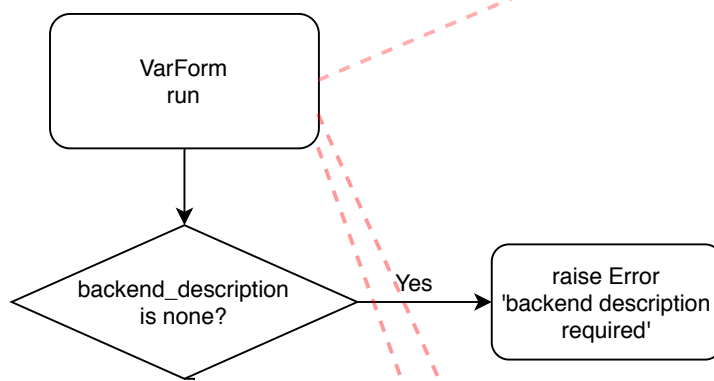 VarForm
run
backend_description
is none?
Yes
raise Error
'backend description
required'